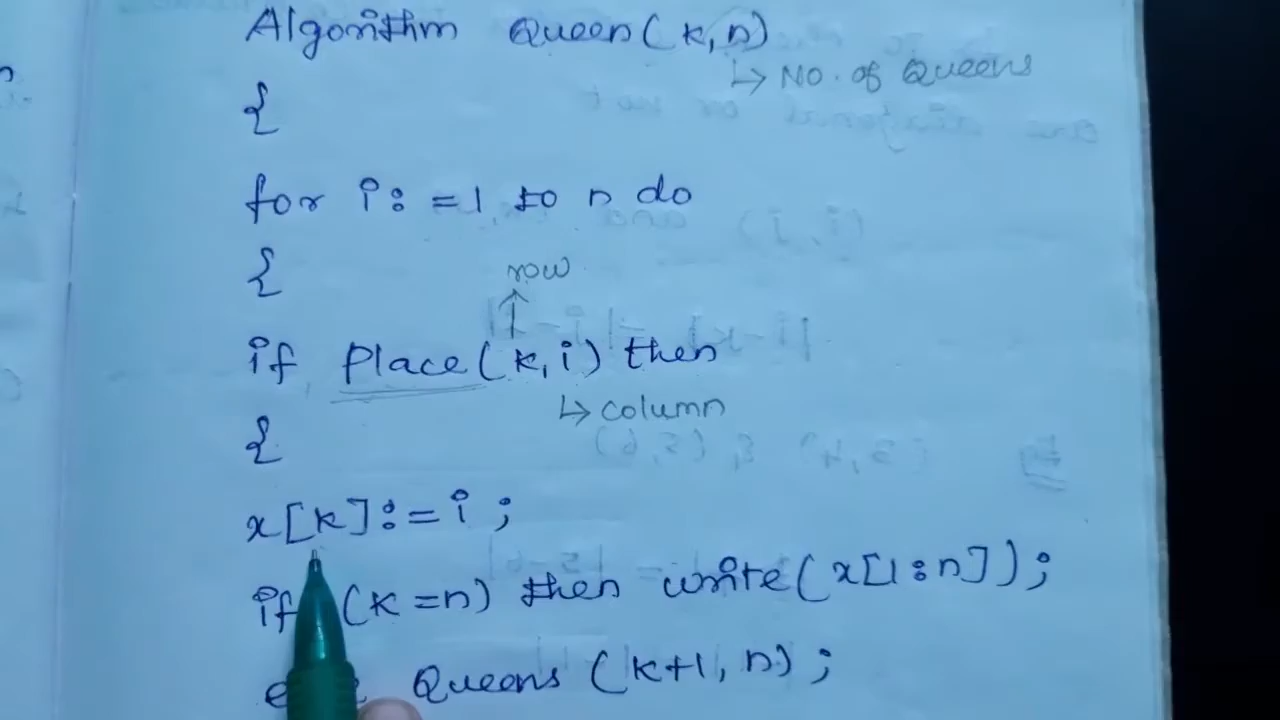 Algorithm Queen(k,n)
↳ No. of Queens
{
for i:=1 to n do
{
row
if Place(k,i) then
↳ column
{
x[k]:=i;
if (k=n) then write(x[1:n]);
Queens (k+1, n);